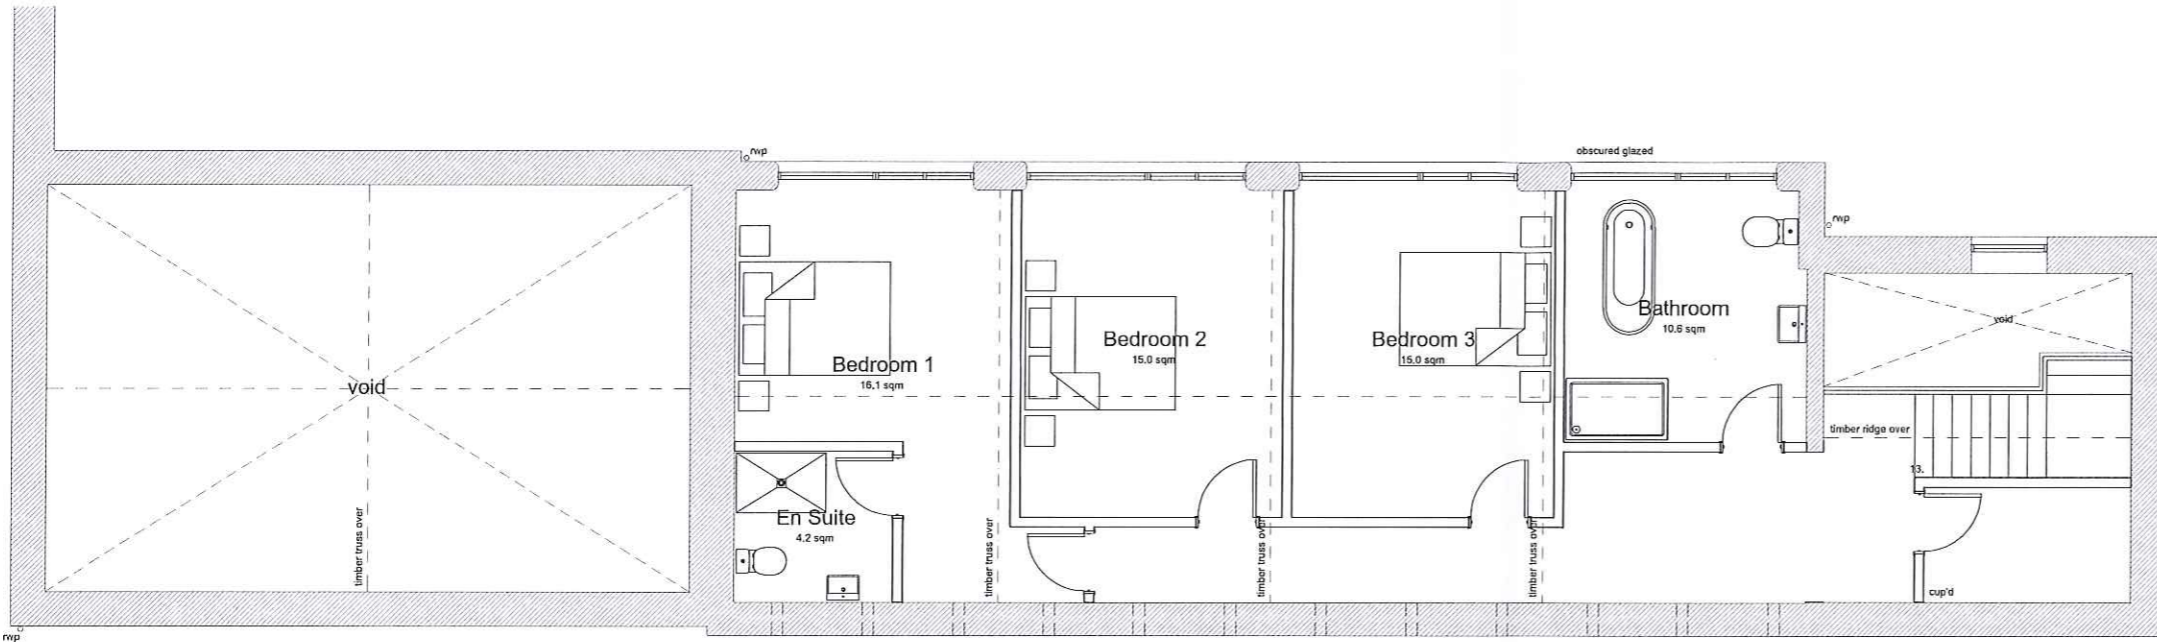 rwp
obscured glazed
rwp
Bathroom
10.6 sqm
void
Bedroom 2
15.0 sqm
Bedroom 3
15.0 sqm
Bedroom 1
16.1 sqm
void
timber ridge over
13.
En Suite
4.2 sqm
timber truss over
timber truss over
timber truss over
timber truss over
cup'd
rwp